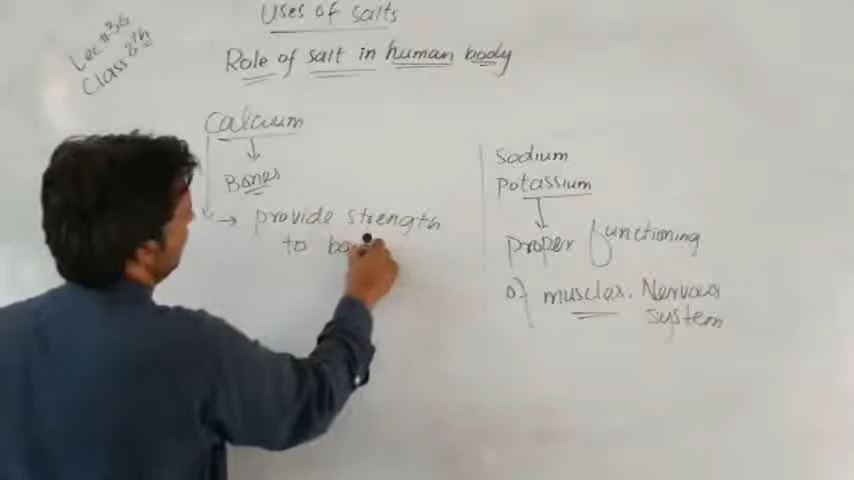 Uses of salts
Lec # 36
Class 8th
Role of salt in human body
Calcium
Bones
provide strength
to bo
sodium
potassium
proper functioning
of muscles. Nervous
system